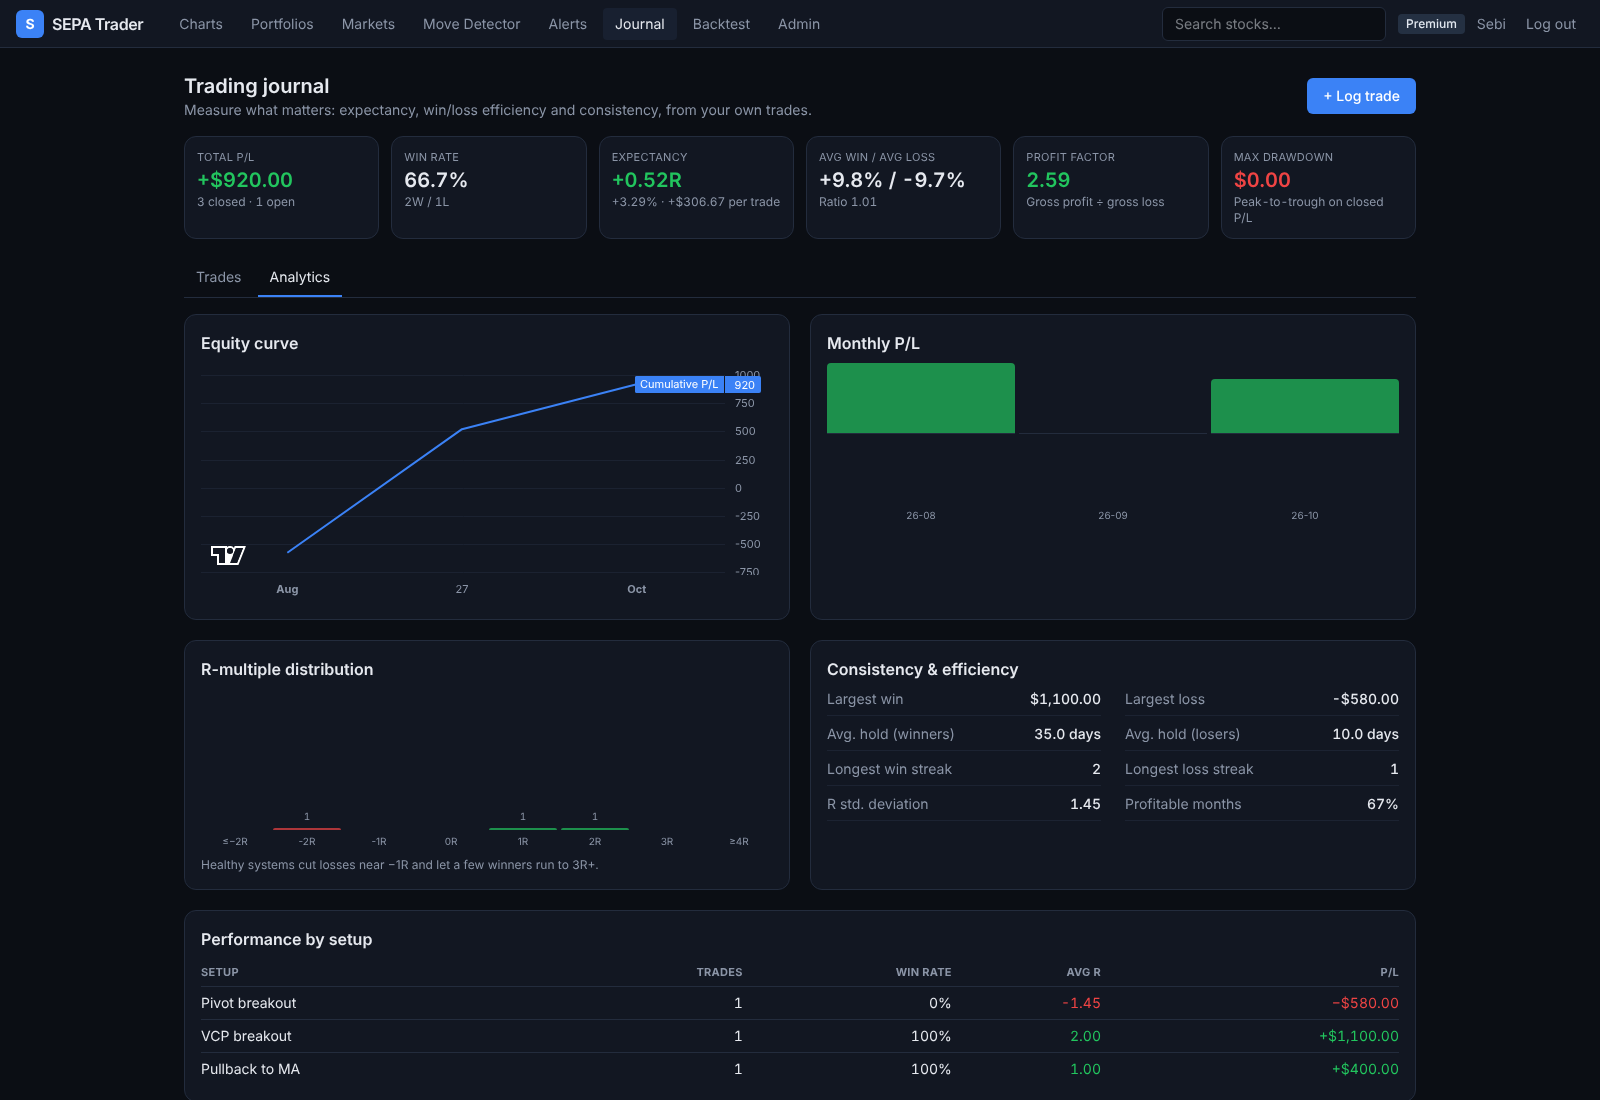 S SEPA Trader Charts Portfolios Markets Move Detector Alerts Journal Backtest Admin Search stocks... Premium Sebi Log out
Trading journal
Measure what matters: expectancy, win/loss efficiency and consistency, from your own trades.
+ Log trade
TOTAL P/L
+$920.00
3 closed · 1 open
WIN RATE
66.7%
2W / 1L
EXPECTANCY
+0.52R
+3.29% · +$306.67 per trade
AVG WIN / AVG LOSS
+9.8% / -9.7%
Ratio 1.01
PROFIT FACTOR
2.59
Gross profit ÷ gross loss
MAX DRAWDOWN
$0.00
Peak-to-trough on closed
P/L
Trades Analytics
Equity curve
1000
Cumulative P/L 920
750
500
250
0
-250
-500
-750
Aug 27 Oct
Monthly P/L
26-08 26-09 26-10
R-multiple distribution
1 1 1
≤-2R -2R -1R 0R 1R 2R 3R ≥4R
Healthy systems cut losses near −1R and let a few winners run to 3R+.
Consistency & efficiency
Largest win $1,100.00 Largest loss -$580.00
Avg. hold (winners) 35.0 days Avg. hold (losers) 10.0 days
Longest win streak 2 Longest loss streak 1
R std. deviation 1.45 Profitable months 67%
Performance by setup
SETUP TRADES WIN RATE AVG R P/L
Pivot breakout 1 0% -1.45 −$580.00
VCP breakout 1 100% 2.00 +$1,100.00
Pullback to MA 1 100% 1.00 +$400.00